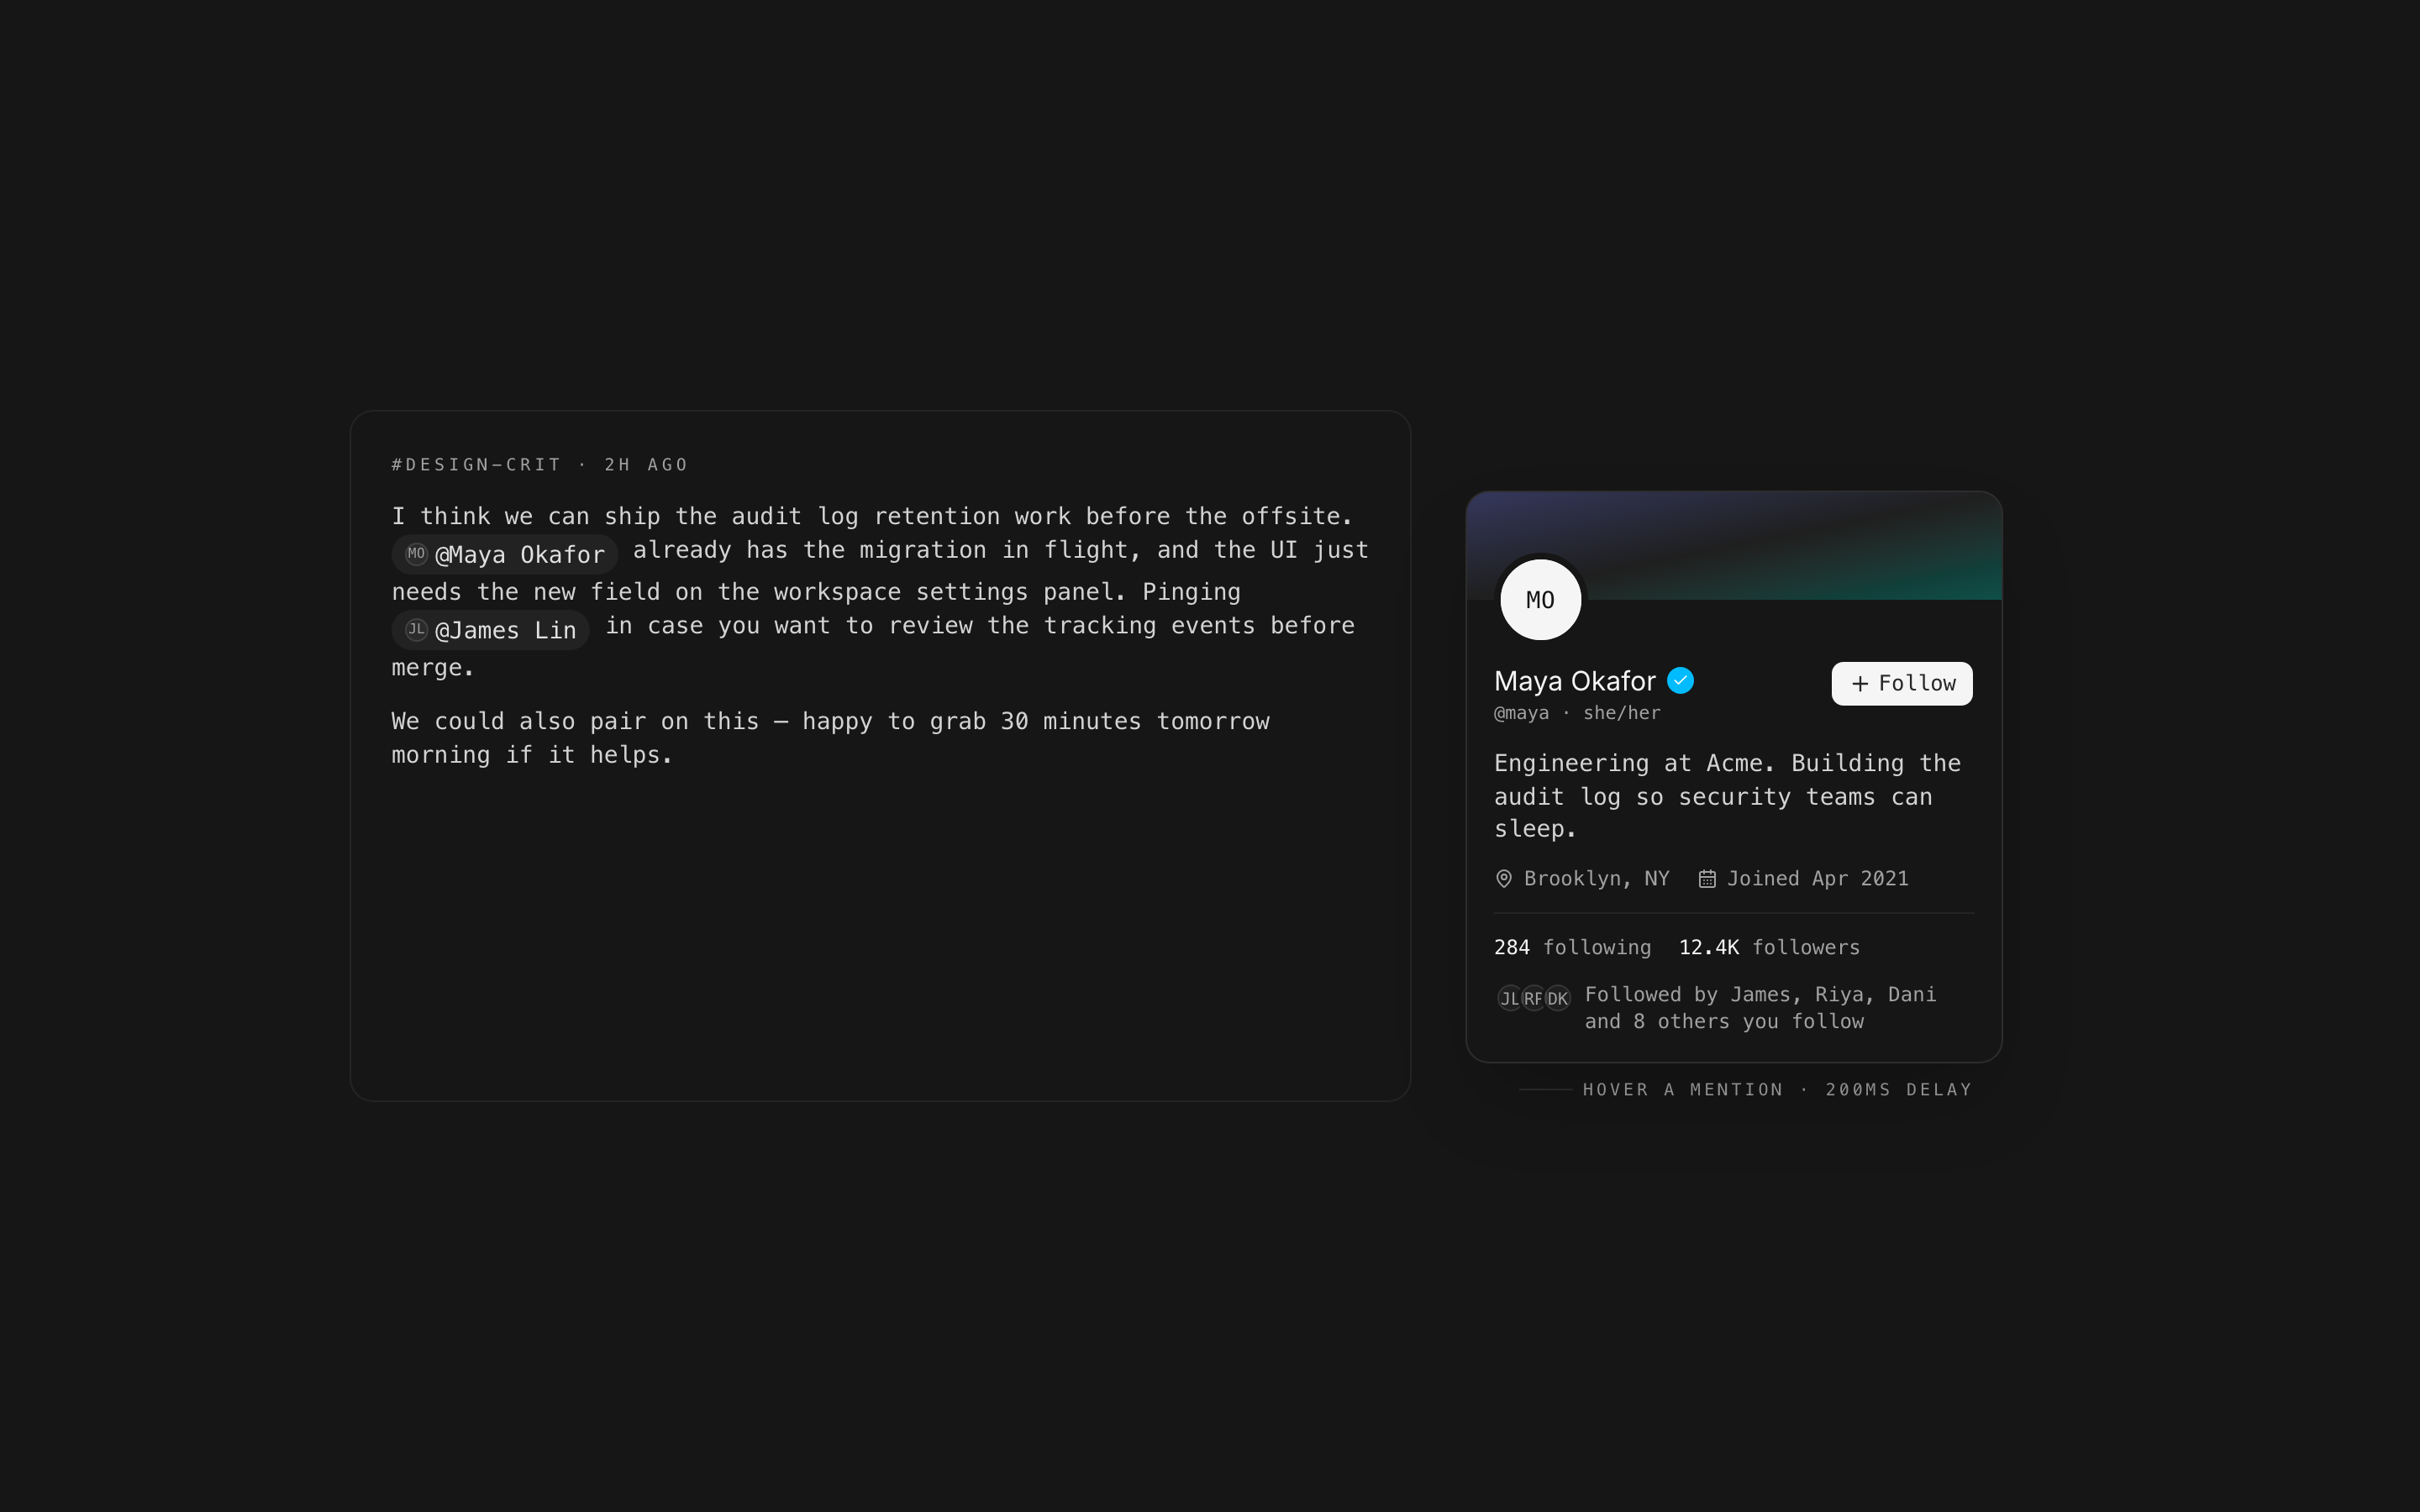 #DESIGN-CRIT · 2H AGO
I think we can ship the audit log retention work before the offsite.
MO @Maya Okafor already has the migration in flight, and the UI just
needs the new field on the workspace settings panel. Pinging
JL @James Lin in case you want to review the tracking events before
merge.
We could also pair on this — happy to grab 30 minutes tomorrow
morning if it helps.
MO
Maya Okafor
+ Follow
@maya · she/her
Engineering at Acme. Building the
audit log so security teams can
sleep.
Brooklyn, NY Joined Apr 2021
284 following 12.4K followers
JL RP DK Followed by James, Riya, Dani
and 8 others you follow
HOVER A MENTION · 200MS DELAY